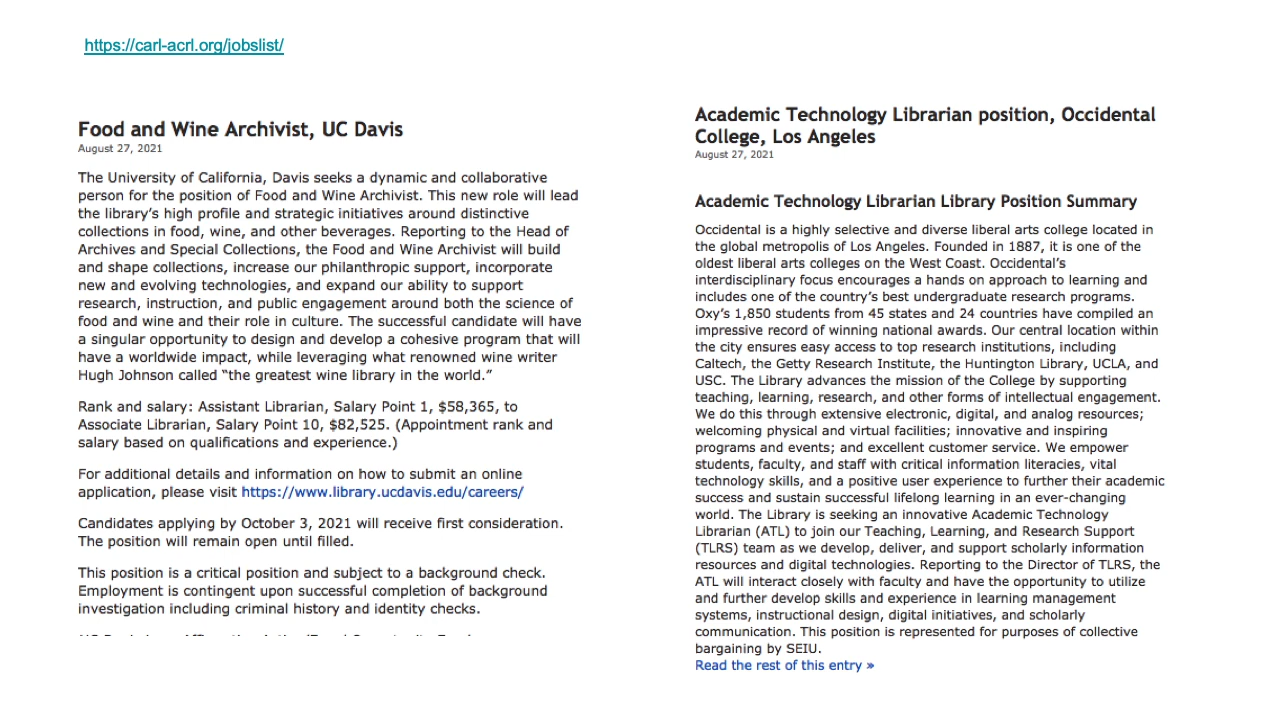 https://carl-acrl.org/jobslist/
Food and Wine Archivist, UC Davis
August 27, 2021
The University of California, Davis seeks a dynamic and collaborative
person for the position of Food and Wine Archivist. This new role will lead
the library's high profile and strategic initiatives around distinctive
collections in food, wine, and other beverages. Reporting to the Head of
Archives and Special Collections, the Food and Wine Archivist will build
and shape collections, increase our philanthropic support, incorporate
new and evolving technologies, and expand our ability to support
research, instruction, and public engagement around both the science of
food and wine and their role in culture. The successful candidate will have
a singular opportunity to design and develop a cohesive program that will
have a worldwide impact, while leveraging what renowned wine writer
Hugh Johnson called “the greatest wine library in the world.”
Rank and salary: Assistant Librarian, Salary Point 1, $58,365, to
Associate Librarian, Salary Point 10, $82,525. (Appointment rank and
salary based on qualifications and experience.)
For additional details and information on how to submit an online
application, please visit https://www.library.ucdavis.edu/careers/
Candidates applying by October 3, 2021 will receive first consideration.
The position will remain open until filled.
This position is a critical position and subject to a background check.
Employment is contingent upon successful completion of background
investigation including criminal history and identity checks.
Academic Technology Librarian position, Occidental
College, Los Angeles
August 27, 2021
Academic Technology Librarian Library Position Summary
Occidental is a highly selective and diverse liberal arts college located in
the global metropolis of Los Angeles. Founded in 1887, it is one of the
oldest liberal arts colleges on the West Coast. Occidental's
interdisciplinary focus encourages a hands on approach to learning and
includes one of the country's best undergraduate research programs.
Oxy's 1,850 students from 45 states and 24 countries have compiled an
impressive record of winning national awards. Our central location within
the city ensures easy access to top research institutions, including
Caltech, the Getty Research Institute, the Huntington Library, UCLA, and
USC. The Library advances the mission of the College by supporting
teaching, learning, research, and other forms of intellectual engagement.
We do this through extensive electronic, digital, and analog resources;
welcoming physical and virtual facilities; innovative and inspiring
programs and events; and excellent customer service. We empower
students, faculty, and staff with critical information literacies, vital
technology skills, and a positive user experience to further their academic
success and sustain successful lifelong learning in an ever-changing
world. The Library is seeking an innovative Academic Technology
Librarian (ATL) to join our Teaching, Learning, and Research Support
(TLRS) team as we develop, deliver, and support scholarly information
resources and digital technologies. Reporting to the Director of TLRS, the
ATL will interact closely with faculty and have the opportunity to utilize
and further develop skills and experience in learning management
systems, instructional design, digital initiatives, and scholarly
communication. This position is represented for purposes of collective
bargaining by SEIU.
Read the rest of this entry »